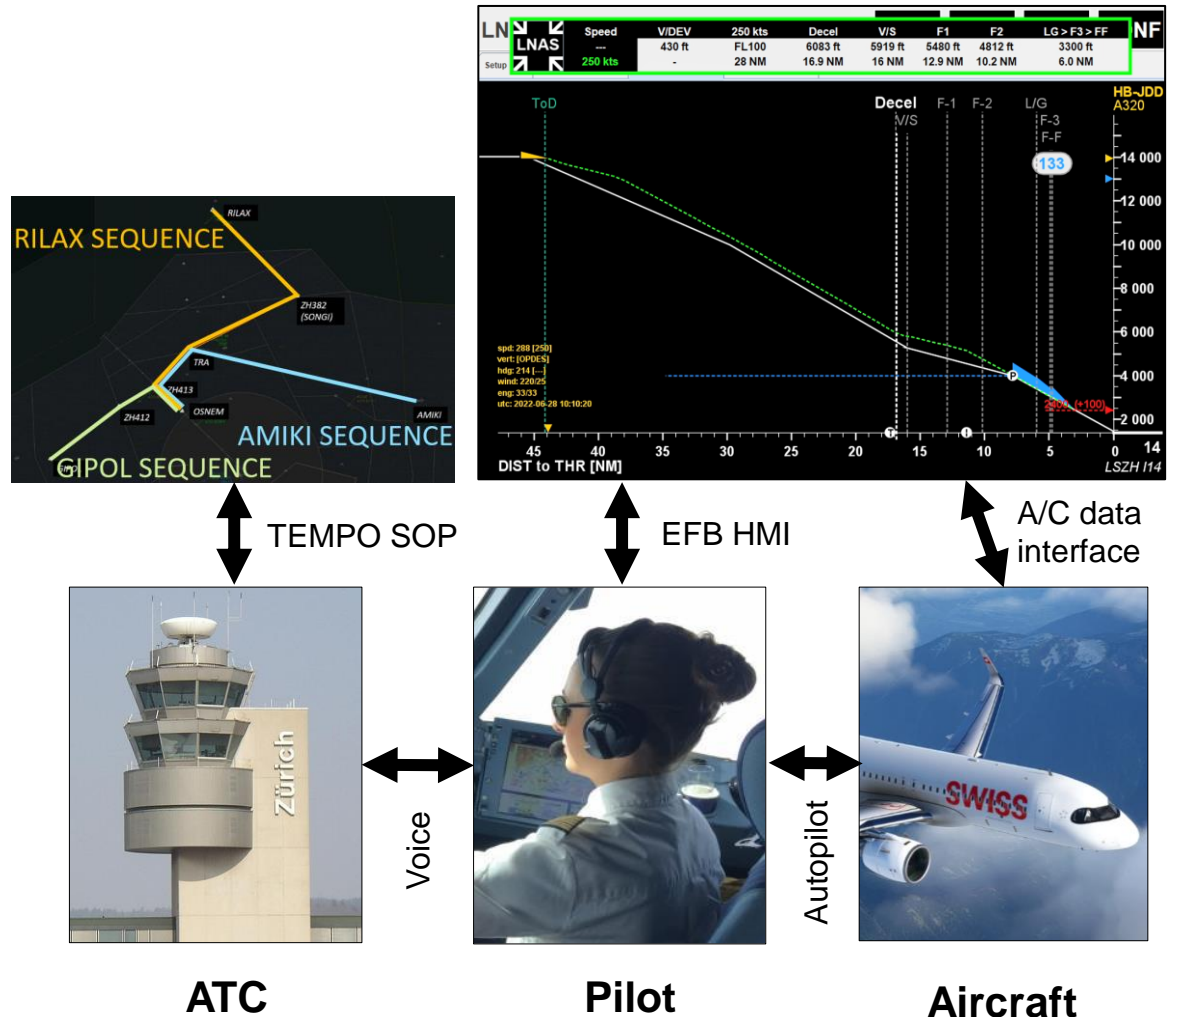 LN
LNAS
Speed V/DEV 250 kts Decel V/S F1 F2 LG > F3 > FF
--- 430 ft FL100 6083 ft 5919 ft 5480 ft 4812 ft 3300 ft
250 kts - 28 NM 16.9 NM 16 NM 12.9 NM 10.2 NM 6.0 NM
NF
Setup
HB-JDD
A320
ToD Decel F-1 F-2 L/G
V/S F-3
F-F
133
14 000
12 000
10 000
8 000
6 000
4 000
2 000
P
2400 (+100)
spd: 288 [250]
vert: [OPDES]
hdg: 214 [---]
wind: 220/25
eng: 33/33
utc: 2022-06-28 10:10:20
T I
45 40 35 30 25 20 15 10 5 0 14
DIST to THR [NM] LSZH I14
RILAX
RILAX SEQUENCE
ZH382
(SONGI)
TRA
ZH413
ZH412 OSNEM AMIKI
AMIKI SEQUENCE
GIPOL SEQUENCE
TEMPO SOP
EFB HMI
A/C data
interface
Zürich
Voice
Autopilot
SWISS
ATC Pilot Aircraft